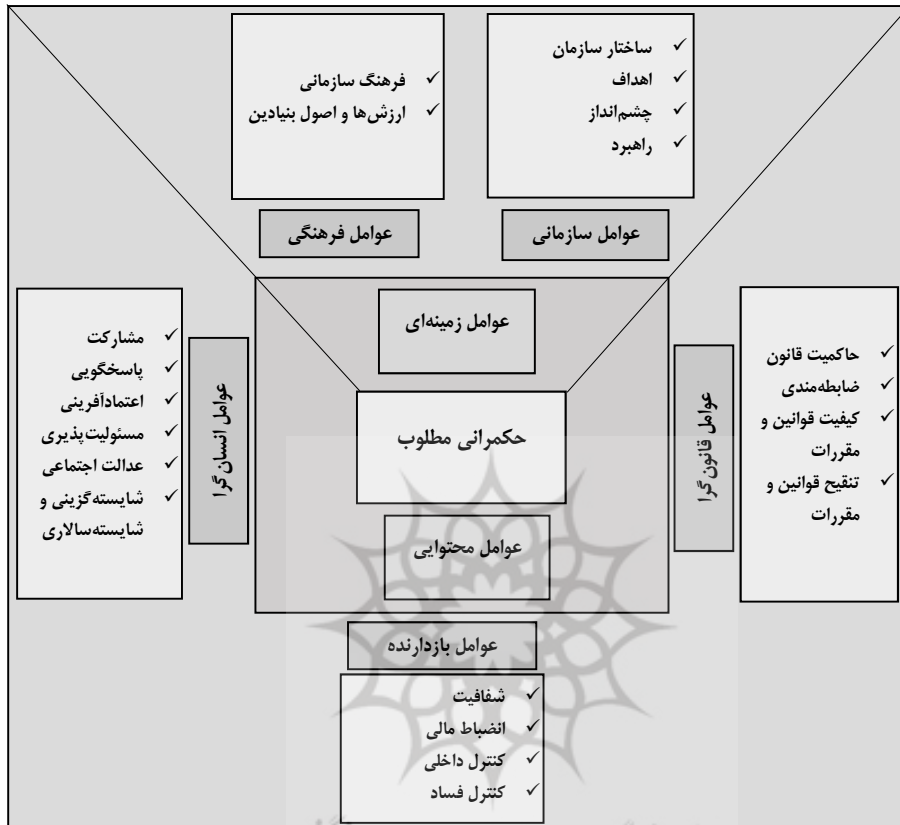 ساختار سازمان
اهداف
چشم‌انداز
راهبرد
عوامل سازمانی
فرهنگ سازمانی
ارزش‌ها و اصول بنیادین
عوامل فرهنگی
حاکمیت قانون
ضابطه‌مندی
کیفیت قوانین و
مقررات
تنقیح قوانین و
مقررات
عوامل قانون‌گرا
عوامل زمینه‌ای
حکمرانی مطلوب
عوامل محتوایی
عوامل انسان‌گرا
مشارکت
پاسخگویی
اعتمادآفرینی
مسئولیت‌پذیری
عدالت اجتماعی
شایسته‌گزینی و
شایسته‌سالاری
عوامل بازدارنده
شفافیت
انضباط مالی
کنترل داخلی
کنترل فساد